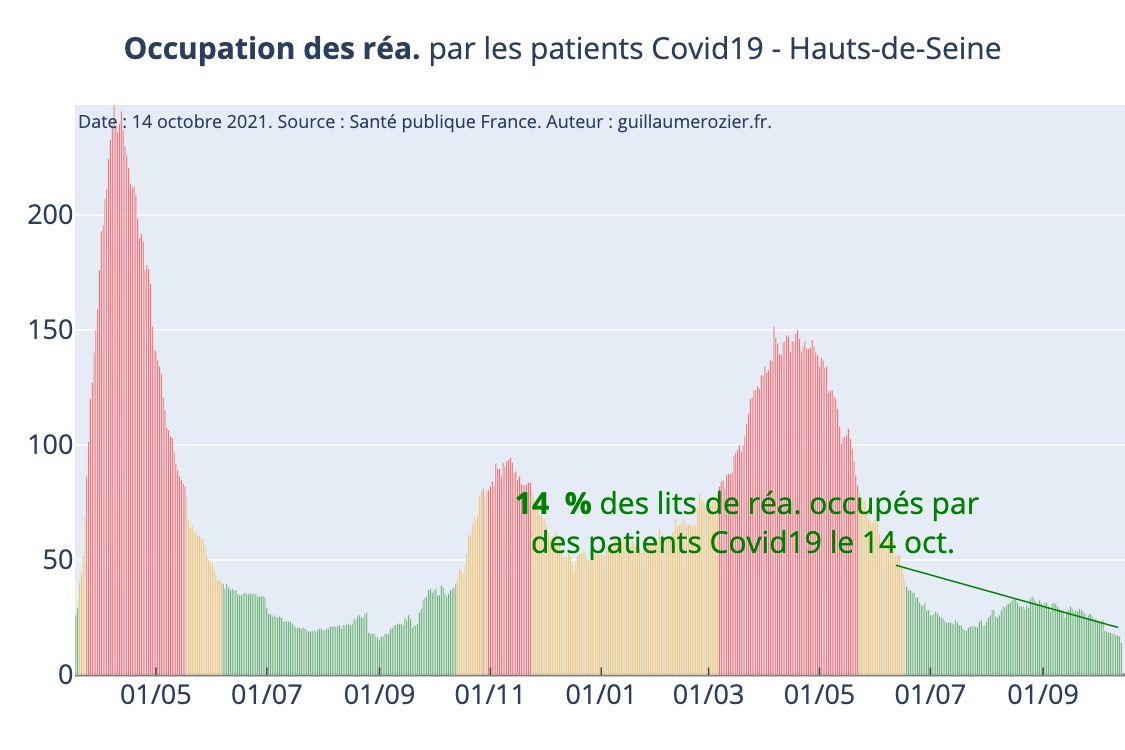 Occupation des réa. par les patients Covid19 - Hauts-de-Seine
Date : 14 octobre 2021. Source : Santé publique France. Auteur : guillaumerozier.fr.
200
150
100
50
0
14 % des lits de réa. occupés par
des patients Covid19 le 14 oct.
01/05 01/07 01/09 01/11 01/01 01/03 01/05 01/07 01/09